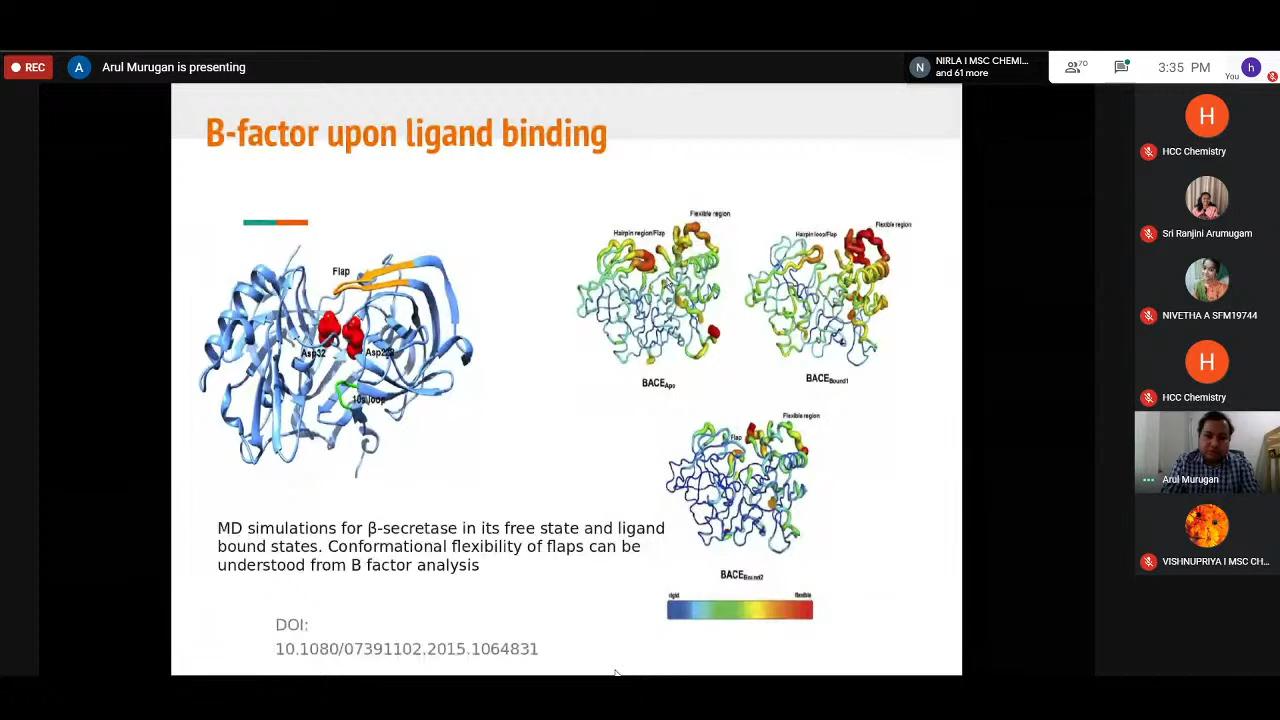 REC
A
Arul Murugan is presenting
N
NIRLA I MSC CHEMI...
and 61 more
70
3:35 PM
You
h
B-factor upon ligand binding
Flap
Asp32
10s loop
Flexible region
Hairpin region/Flap
BACEApo
Flexible region
Hairpin loop/Flap
BACEBound1
Flexible region
Flap
BACEBound2
rigid
flexible
MD simulations for β-secretase in its free state and ligand
bound states. Conformational flexibility of flaps can be
understood from B factor analysis
DOI:
10.1080/07391102.2015.1064831
H
HCC Chemistry
Sri Ranjini Arumugam
NIVETHA A SFM19744
H
HCC Chemistry
Arul Murugan
VISHNUPRIYA I MSC CH...